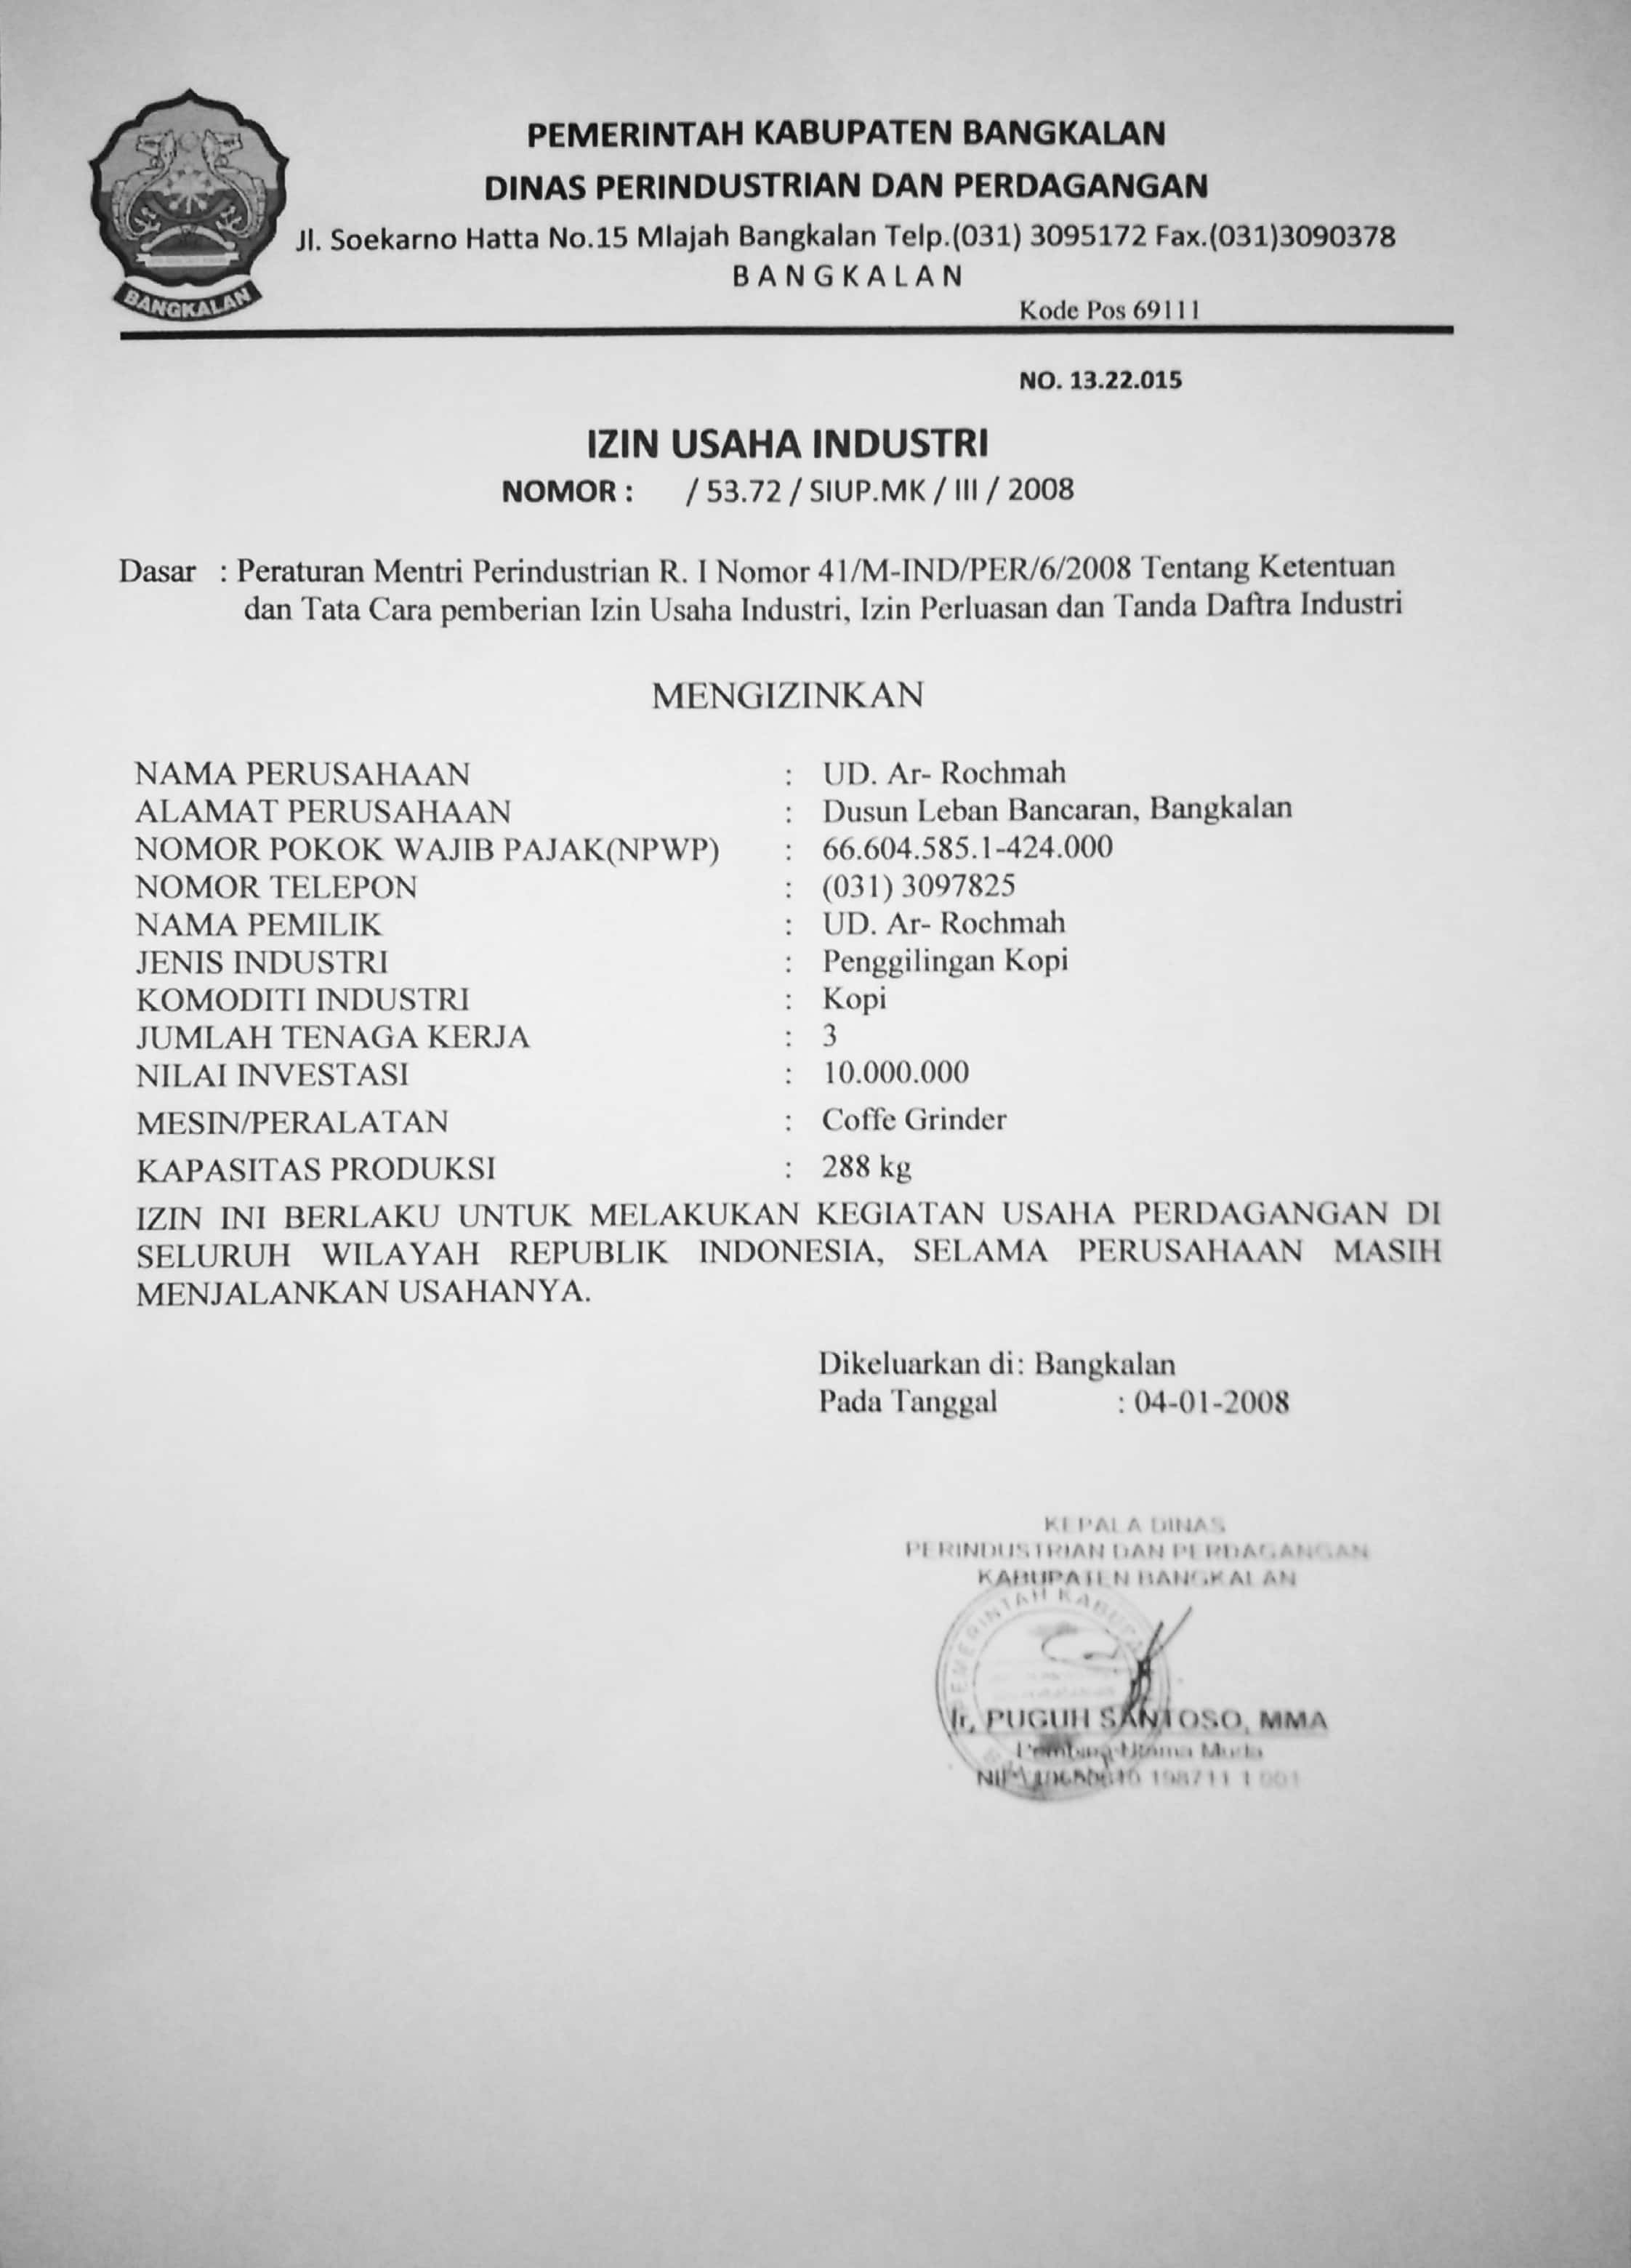 PEMERINTAH KABUPATEN BANGKALAN
DINAS PERINDUSTRIAN DAN PERDAGANGAN
Jl. Soekarno Hatta No.15 Mlajah Bangkalan Telp.(031) 3095172 Fax.(031)3090378
BANGKALAN
Kode Pos 69111
BANGKALAN
NO. 13.22.015
IZIN USAHA INDUSTRI
NOMOR : / 53.72 / SIUP.MK / III / 2008
Dasar : Peraturan Mentri Perindustrian R. I Nomor 41/M-IND/PER/6/2008 Tentang Ketentuan
dan Tata Cara pemberian Izin Usaha Industri, Izin Perluasan dan Tanda Daftra Industri
MENGIZINKAN
NAMA PERUSAHAAN : UD. Ar- Rochmah
ALAMAT PERUSAHAAN : Dusun Leban Bancaran, Bangkalan
NOMOR POKOK WAJIB PAJAK(NPWP) : 66.604.585.1-424.000
NOMOR TELEPON : (031) 3097825
NAMA PEMILIK : UD. Ar- Rochmah
JENIS INDUSTRI : Penggilingan Kopi
KOMODITI INDUSTRI : Kopi
JUMLAH TENAGA KERJA : 3
NILAI INVESTASI : 10.000.000
MESIN/PERALATAN : Coffe Grinder
KAPASITAS PRODUKSI : 288 kg
IZIN INI BERLAKU UNTUK MELAKUKAN KEGIATAN USAHA PERDAGANGAN DI
SELURUH WILAYAH REPUBLIK INDONESIA, SELAMA PERUSAHAAN MASIH
MENJALANKAN USAHANYA.
Dikeluarkan di: Bangkalan
Pada Tanggal : 04-01-2008
KEPALA DINAS
PERINDUSTRIAN DAN PERDAGANGAN
KABUPATEN BANGKALAN
PEMERINTAH
Ir. PUGUH SANTOSO, MMA
Utama Muda
NIP